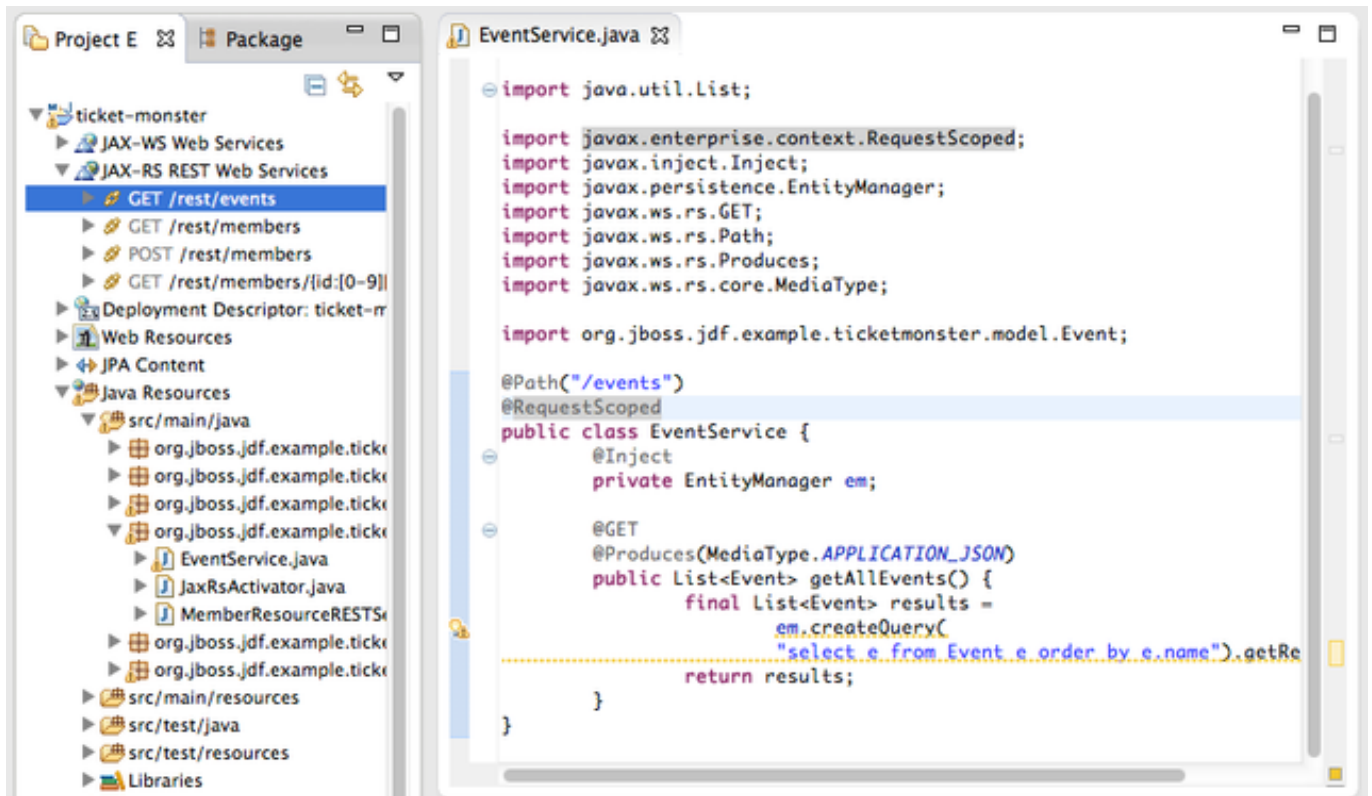 Project E
Package
ticket-monster
JAX-WS Web Services
JAX-RS REST Web Services
GET /rest/events
GET /rest/members
POST /rest/members
GET /rest/members/{id:[0-9]
Deployment Descriptor: ticket-m
Web Resources
JPA Content
Java Resources
src/main/java
org.jboss.jdf.example.ticke
org.jboss.jdf.example.ticke
org.jboss.jdf.example.ticke
org.jboss.jdf.example.ticke
EventService.java
JaxRsActivator.java
MemberResourceRESTSe
org.jboss.jdf.example.ticke
org.jboss.jdf.example.ticke
src/main/resources
src/test/java
src/test/resources
Libraries
EventService.java
import java.util.List;
import javax.enterprise.context.RequestScoped;
import javax.inject.Inject;
import javax.persistence.EntityManager;
import javax.ws.rs.GET;
import javax.ws.rs.Path;
import javax.ws.rs.Produces;
import javax.ws.rs.core.MediaType;
import org.jboss.jdf.example.ticketmonster.model.Event;
@Path("/events")
@RequestScoped
public class EventService {
@Inject
private EntityManager em;
@GET
@Produces(MediaType.APPLICATION_JSON)
public List<Event> getAllEvents() {
final List<Event> results =
em.createQuery(
"select e from Event e order by e.name").getRe
return results;
}
}